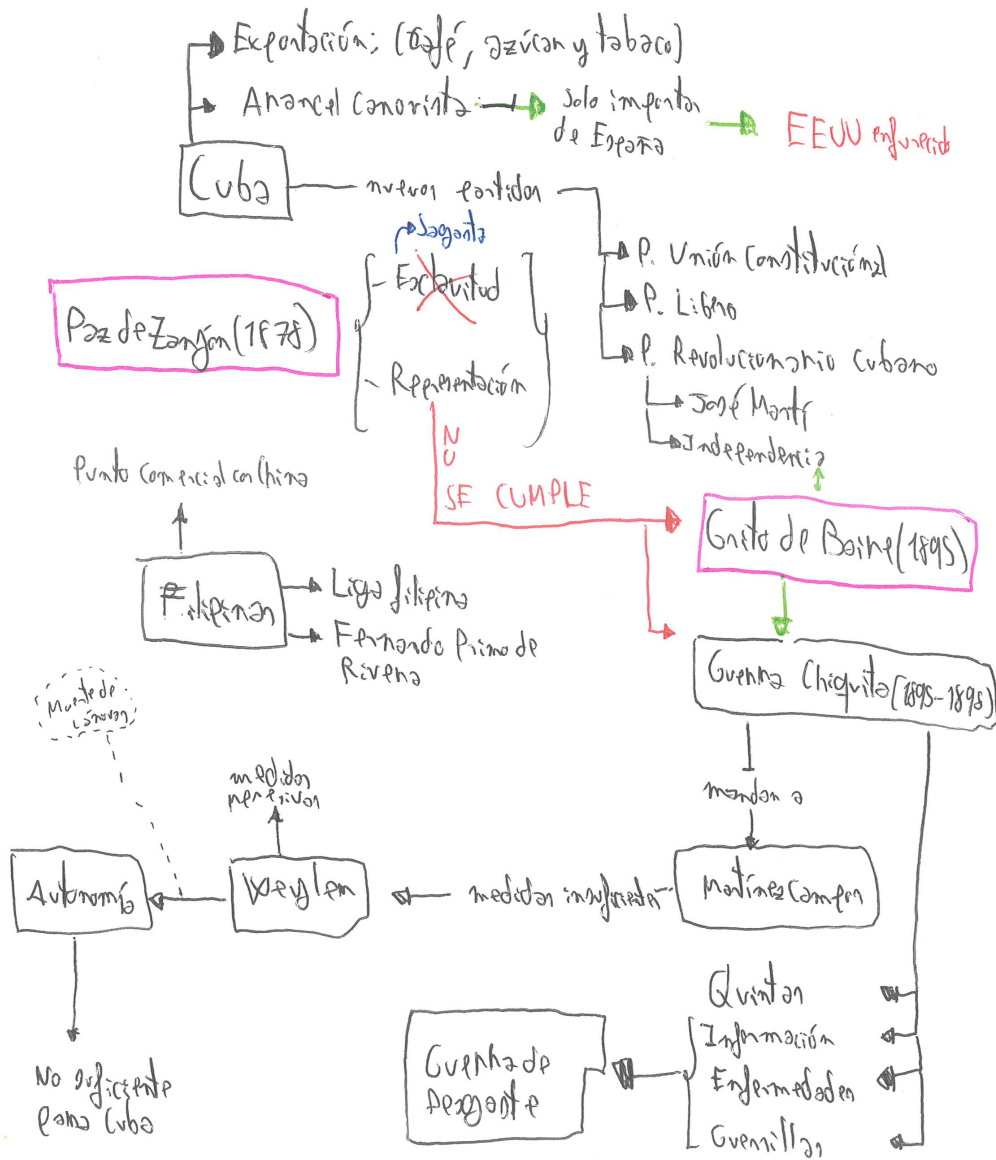 Exportación; (Café, azúcar y tabaco)
Arancel Canovista
Solo importar
de España
EEUU enfurecido
Cuba
nuevos partidos
Sagasta
- Esclavitud
- Representación
Paz de Zanjón (1878)
P. Unión Constitucional
P. Libero
P. Revolucionario Cubano
José Martí
Independencia
NO
SE CUMPLE
Grito de Baire (1895)
Punto comercial con China
Filipinas
Liga filipina
Fernando Primo de
Rivera
Guerra Chiquita (1895-1898)
Muerte de
Cánovas
mandan a
medidas
represivas
Autonomía
Weyler
medidas insuficientes
Martínez Campos
No suficiente
para Cuba
Guerra de
Desgaste
Quintas
Información
Enfermedades
Guerrillas